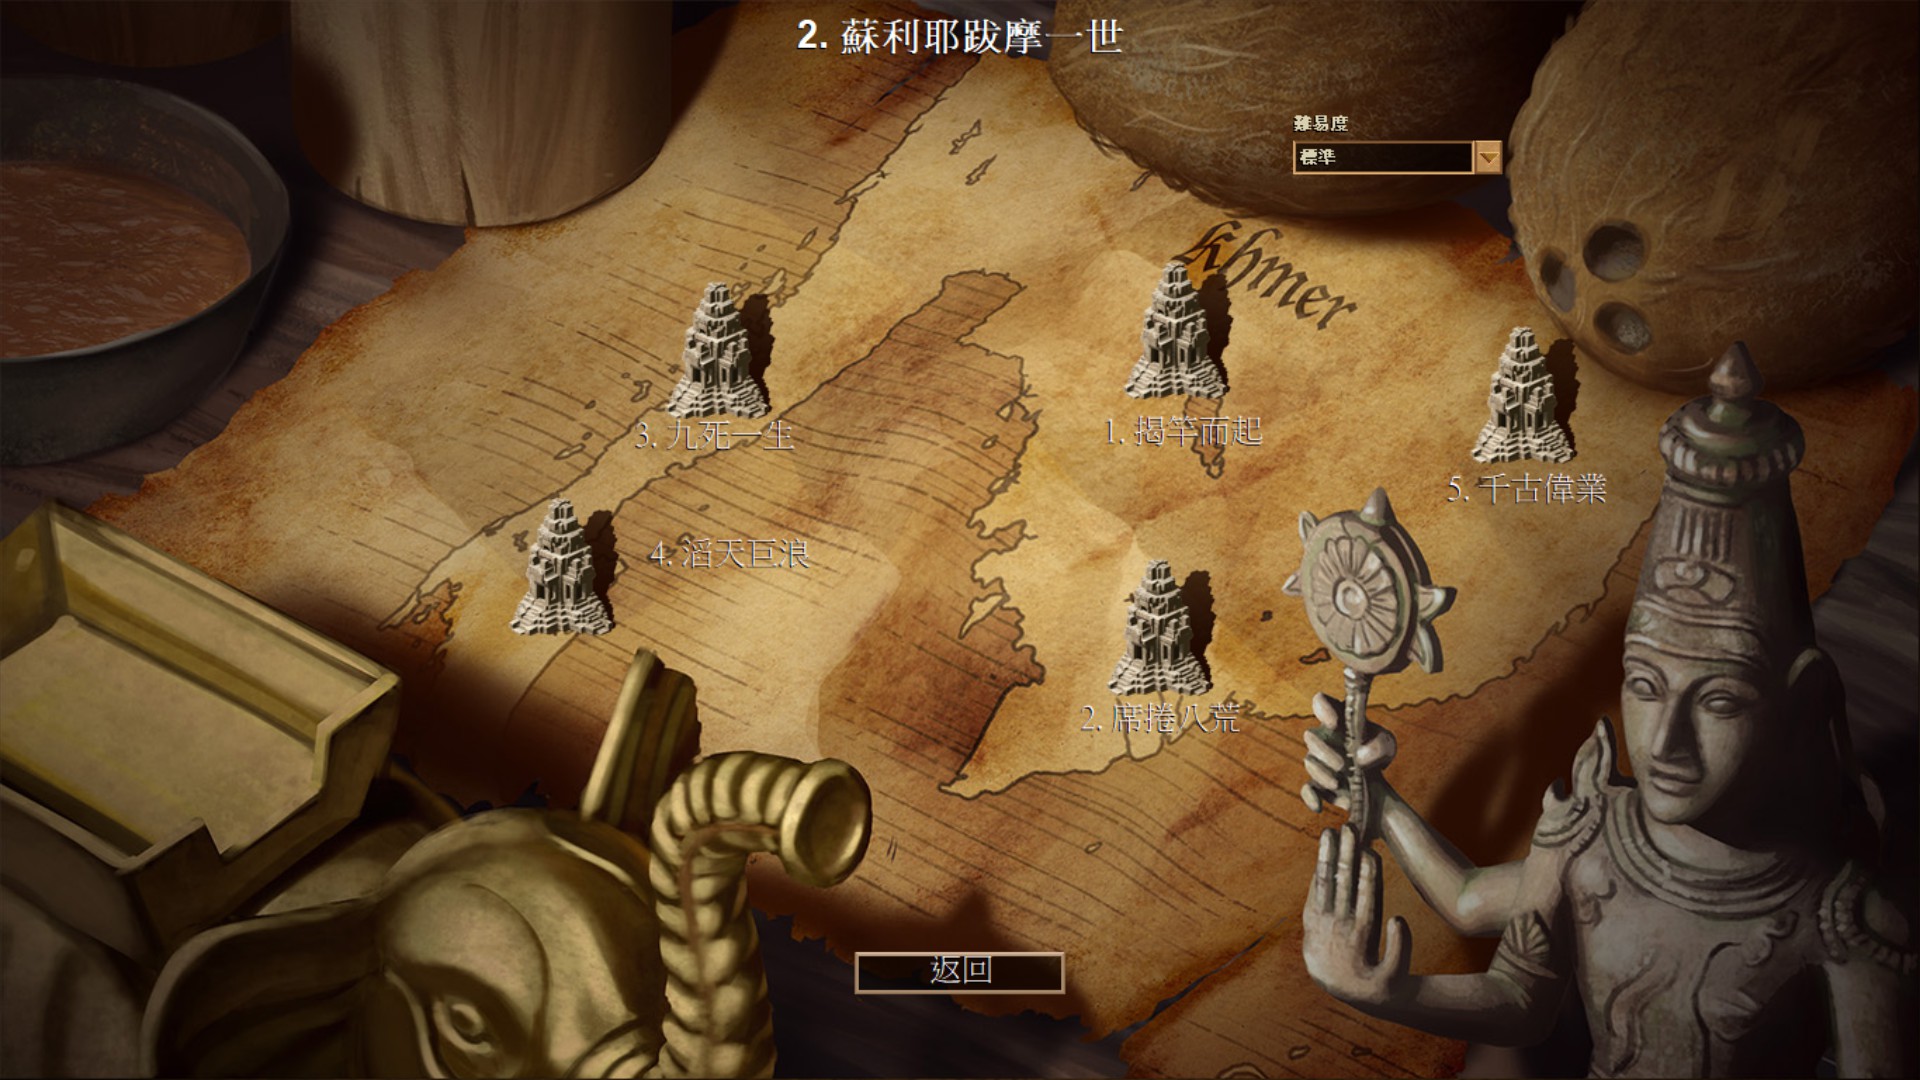 2. 蘇利耶跋摩一世
難易度
標準
khmer
3. 九死一生
1. 揭竿而起
5. 千古偉業
4. 滔天巨浪
2. 席捲八荒
返回